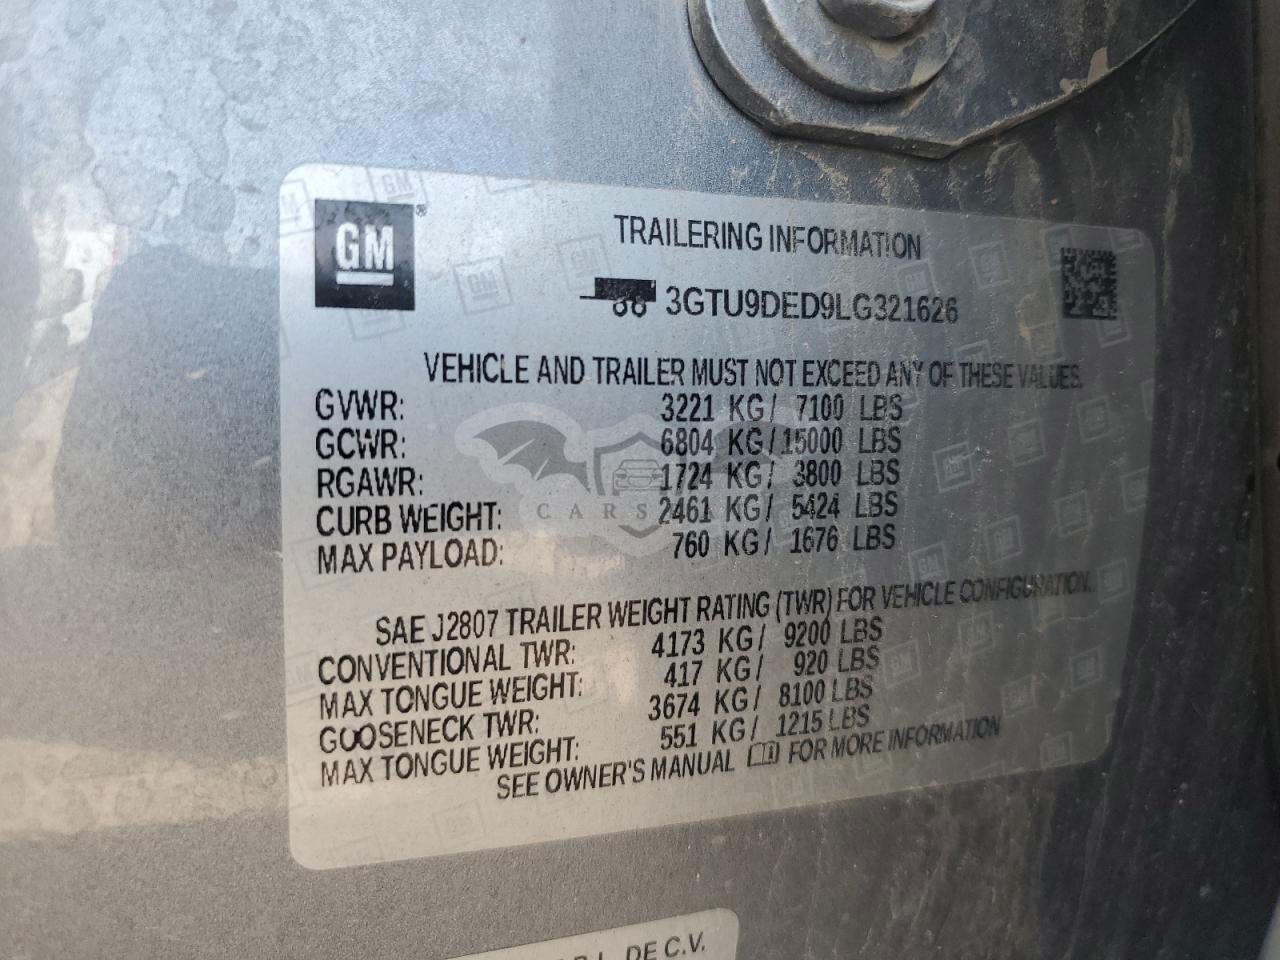 GM
TRAILERING INFORMATION
3GTU9DED9LG321626
VEHICLE AND TRAILER MUST NOT EXCEED ANY OF THESE VALUES.
GVWR: 3221 KG/ 7100 LBS
GCWR: 6804 KG/15000 LBS
RGAWR: 1724 KG/ 3800 LBS
CURB WEIGHT: 2461 KG/ 5424 LBS
MAX PAYLOAD: 760 KG/ 1676 LBS
SAE J2807 TRAILER WEIGHT RATING (TWR) FOR VEHICLE CONFIGURATION.
CONVENTIONAL TWR: 4173 KG/ 9200 LBS
MAX TONGUE WEIGHT: 417 KG/ 920 LBS
GOOSENECK TWR: 3674 KG/ 8100 LBS
MAX TONGUE WEIGHT: 551 KG/ 1215 LBS
SEE OWNER'S MANUAL FOR MORE INFORMATION
DE C.V.